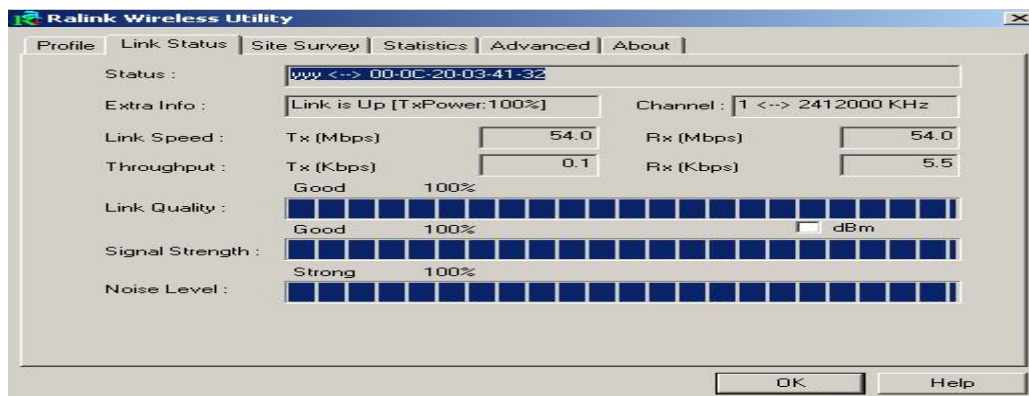 Ralink Wireless Utility
Profile Link Status Site Survey Statistics Advanced About
Status : yyy <--> 00-0C-20-03-41-32
Extra Info : Link is Up [TxPower:100%] Channel : 1 <--> 2412000 KHz
Link Speed : Tx (Mbps) 54.0 Rx (Mbps) 54.0
Throughput : Tx (Kbps) 0.1 Rx (Kbps) 5.5
Good 100%
Link Quality :
Good 100% dBm
Signal Strength :
Strong 100%
Noise Level :
OK Help